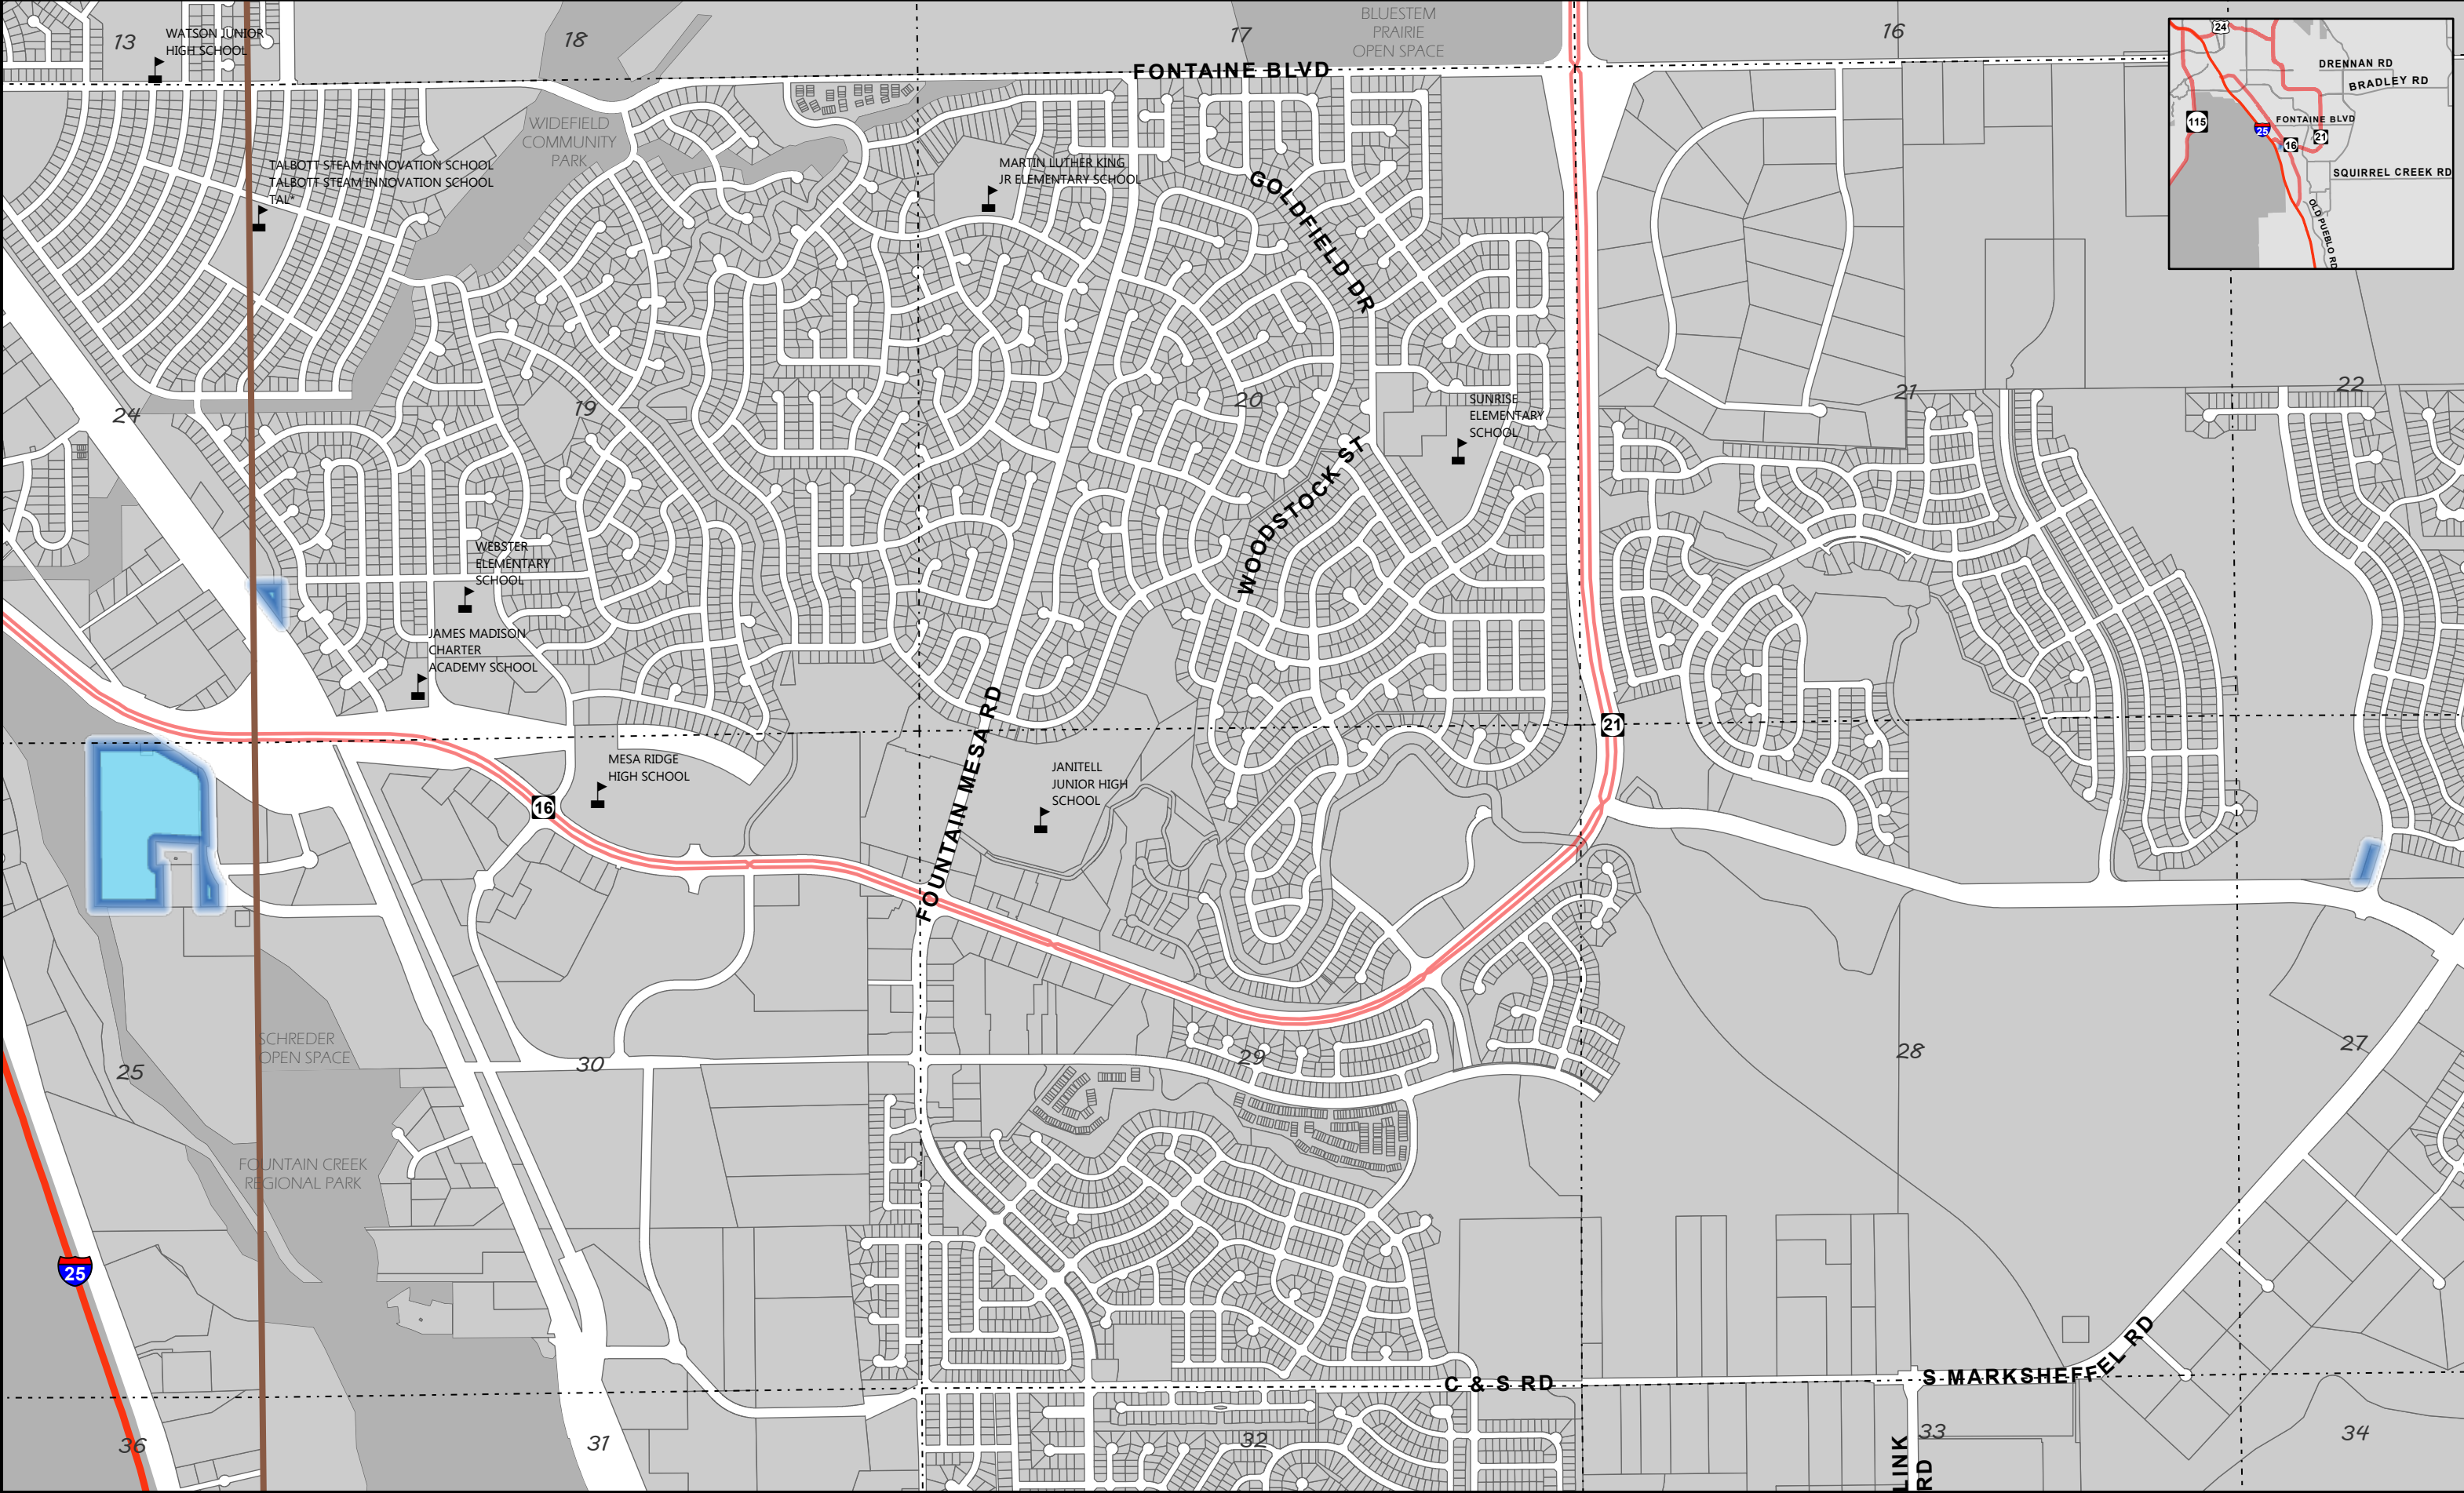 13
WATSON JUNIOR
HIGH SCHOOL
18
17
BLUESTEM
PRAIRIE
OPEN SPACE
16
FONTAINE BLVD
24
DRENNAN RD
BRADLEY RD
115
FONTAINE BLVD
25
21
16
SQUIRREL CREEK RD
OLD PUEBLO RD
WIDEFIELD
COMMUNITY
PARK
TALBOTT STEAM INNOVATION SCHOOL
TALBOTT STEAM INNOVATION SCHOOL
TAL*
MARTIN LUTHER KING
JR ELEMENTARY SCHOOL
GOLDFIELD DR
24
19
20
SUNRISE
ELEMENTARY
SCHOOL
21
22
WOODSTOCK ST
WEBSTER
ELEMENTARY
SCHOOL
JAMES MADISON
CHARTER
ACADEMY SCHOOL
FOUNTAIN MESA RD
21
MESA RIDGE
HIGH SCHOOL
16
JANITELL
JUNIOR HIGH
SCHOOL
SCHREDER
OPEN SPACE
25
30
29
28
27
FOUNTAIN CREEK
REGIONAL PARK
25
C & S RD
S MARKSHEFFEL RD
36
31
32
LINK
RD
33
34